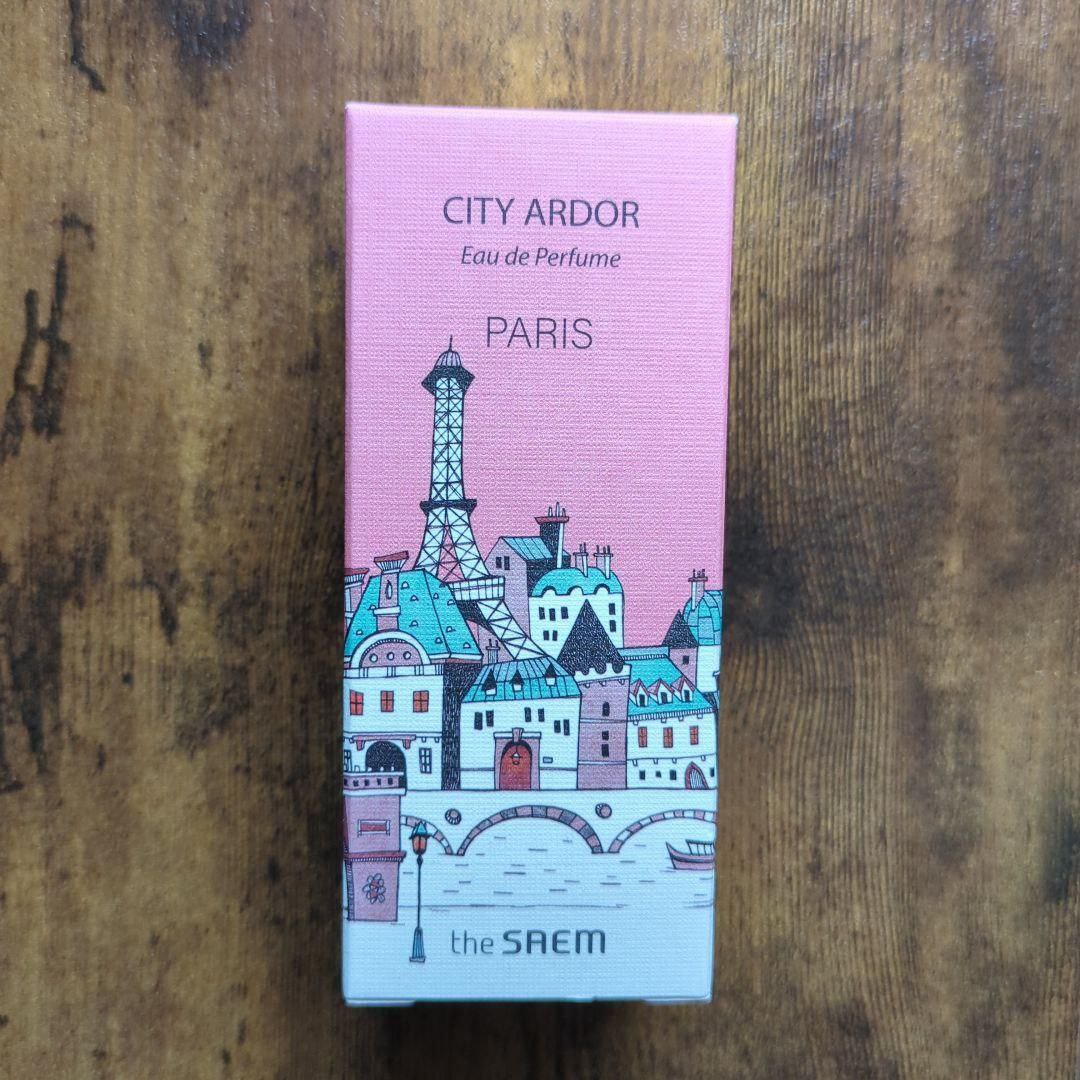 CITY ARDOR
Eau de Perfume
PARIS
the SAEM